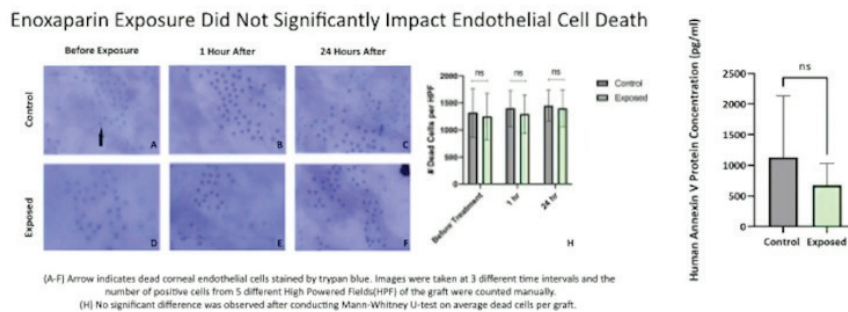 Enoxaparin Exposure Did Not Significantly Impact Endothelial Cell Death
Before Exposure
1 Hour After
24 Hours After
Control
A
B
C
Exposed
D
E
F
# Dead Cells per HPF
2000
1500
1000
500
0
ns
ns
ns
Control
Exposed
Before Treatment
1 hr
24 hr
H
Human Annexin V Protein Concentration (pg/ml)
2500
2000
1500
1000
500
0
ns
Control
Exposed
(A-F) Arrow indicates dead corneal endothelial cells stained by trypan blue. Images were taken at 3 different time intervals and the
number of positive cells from 5 different High Powered Fields(HPF) of the graft were counted manually.
(H) No significant difference was observed after conducting Mann-Whitney U-test on average dead cells per graft.